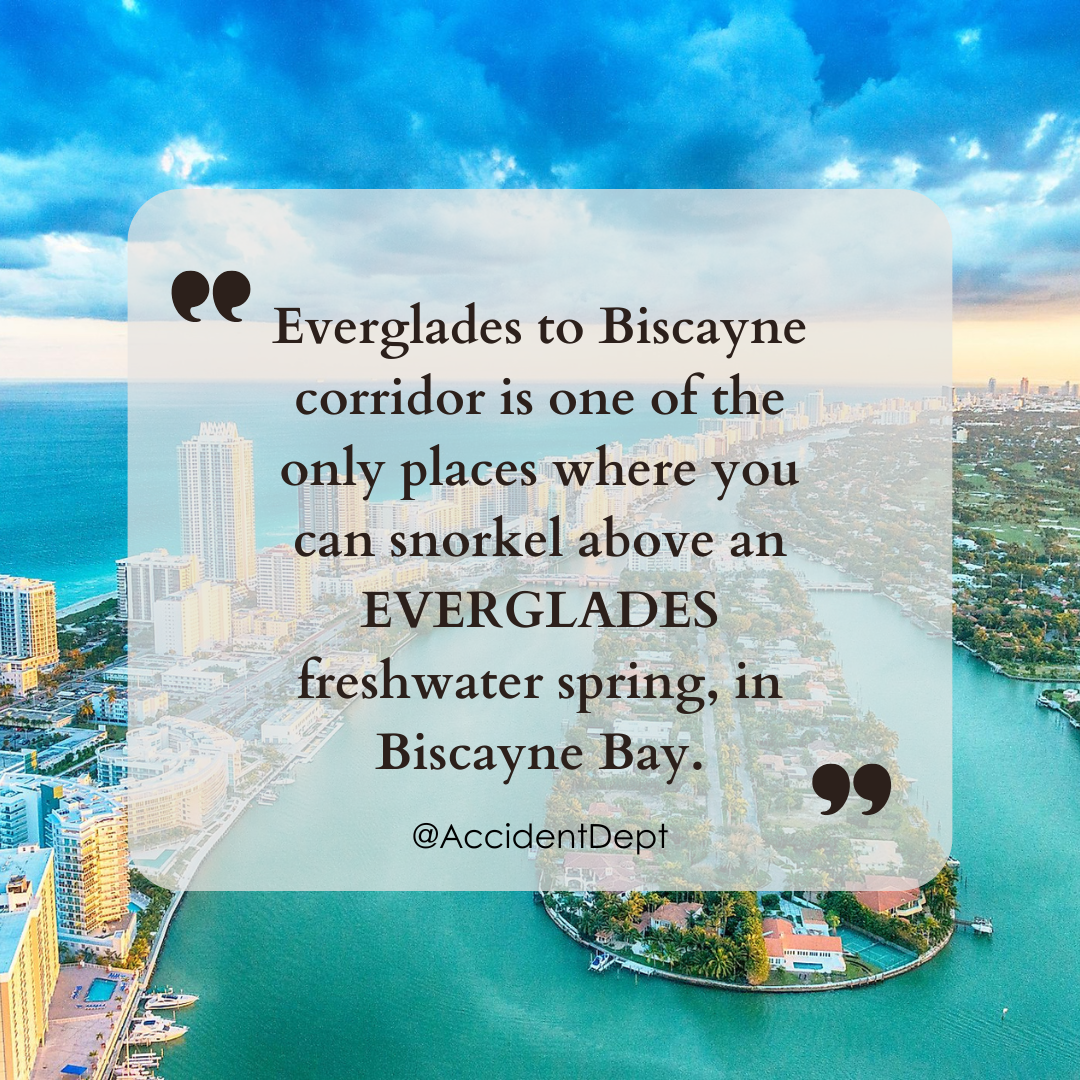 ❟❟ Everglades to Biscayne
corridor is one of the
only places where you
can snorkel above an
EVERGLADES
freshwater spring, in
Biscayne Bay. ❟❟
@AccidentDept